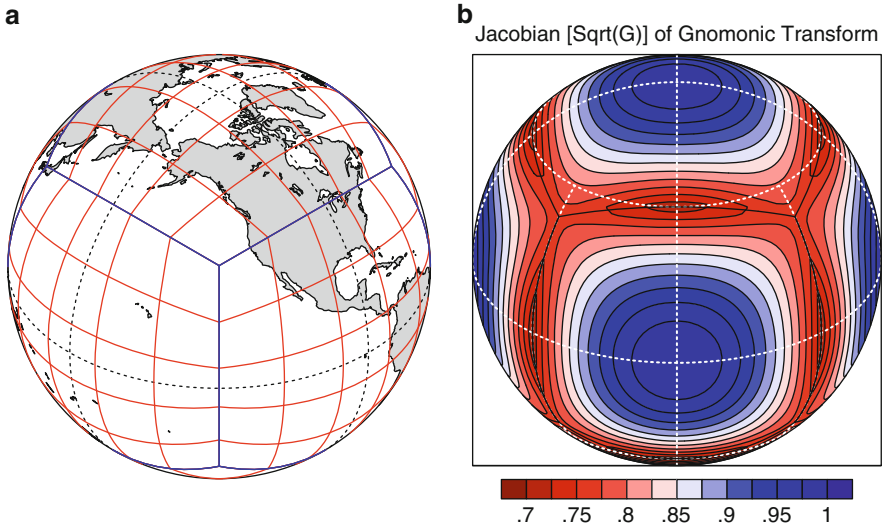 a
b
Jacobian [Sqrt(G)] of Gnomonic Transform
.7 .75 .8 .85 .9 .95 1